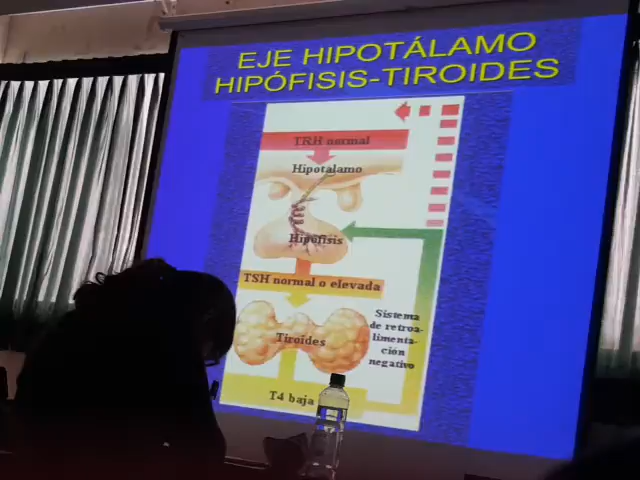 EJE HIPOTÁLAMO
HIPÓFISIS-TIROIDES
TRH normal
Hipotalamo
Hipófisis
TSH normal o elevada
Tiroides
Sistema
de retroa-
limenta-
ción
negativo
T4 baja